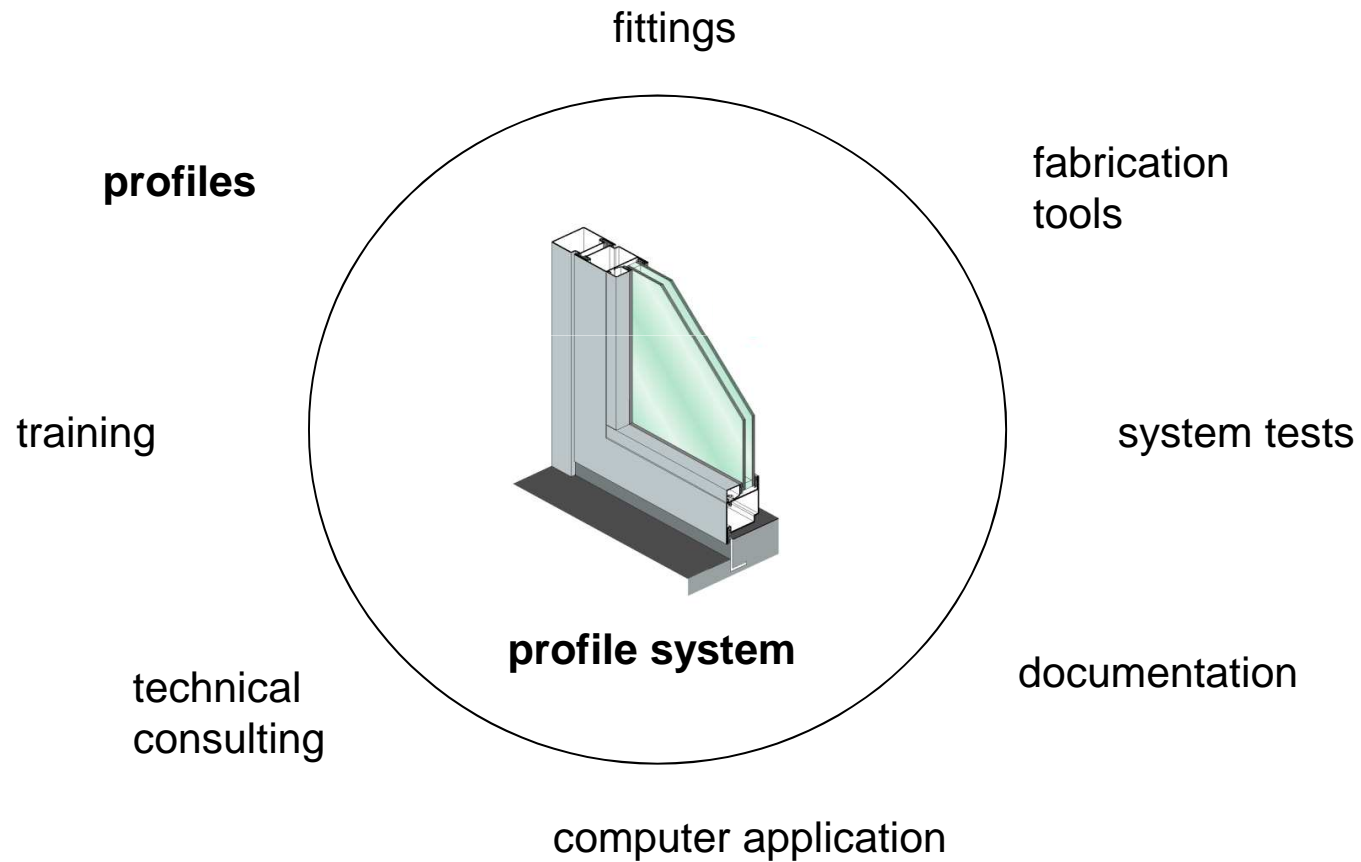 fittings
profiles
fabrication
tools
training
system tests
profile system
technical
consulting
documentation
computer application